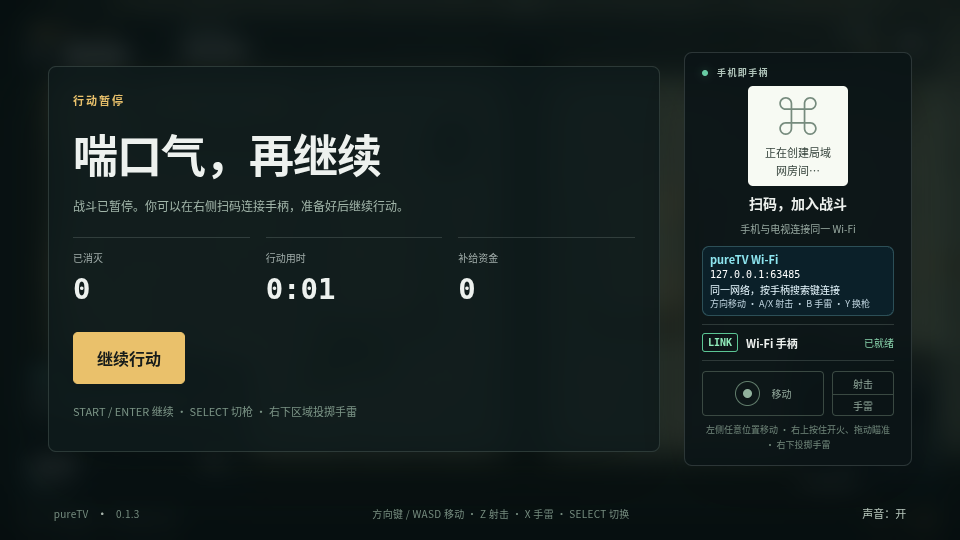 行动暂停
喘口气，再继续
战斗已暂停。你可以在右侧扫码连接手柄，准备好后继续行动。
已消灭
0
行动用时
0:01
补给资金
0
继续行动
START / ENTER 继续 · SELECT 切枪 · 右下区域投掷手雷
手机即手柄
正在创建局域
网房间…
扫码，加入战斗
手机与电视连接同一 Wi-Fi
pureTV Wi-Fi
127.0.0.1:63485
同一网络，按手柄搜索键连接
方向移动 · A/X 射击 · B 手雷 · Y 换枪
LINK Wi-Fi 手柄 已就绪
移动
射击
手雷
左侧任意位置移动 · 右上按住开火、拖动瞄准
· 右下投掷手雷
pureTV · 0.1.3
方向键 / WASD 移动 · Z 射击 · X 手雷 · SELECT 切换
声音：开